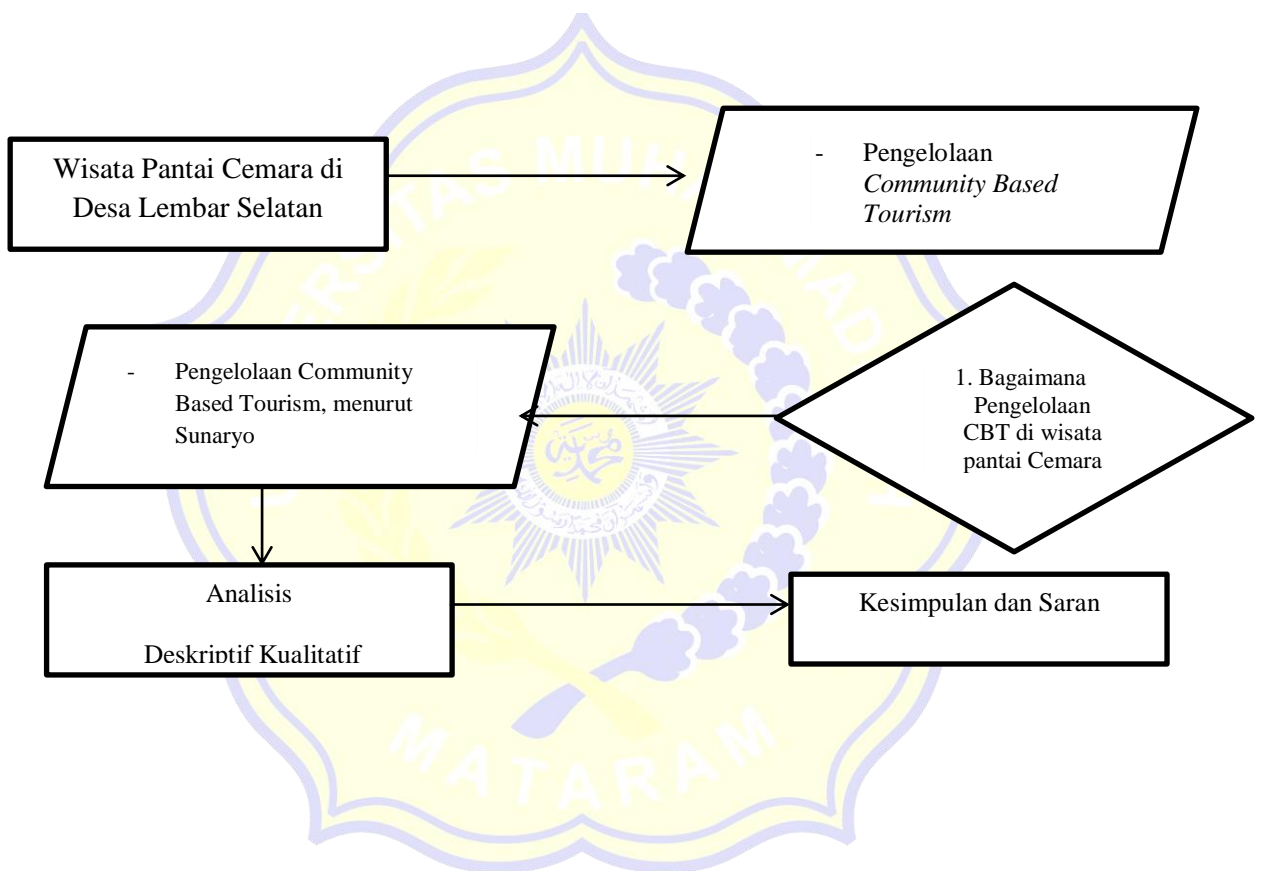 Wisata Pantai Cemara di
Desa Lembar Selatan
- Pengelolaan
Community Based
Tourism
1. Bagaimana
Pengelolaan
CBT di wisata
pantai Cemara
- Pengelolaan Community
Based Tourism, menurut
Sunaryo
Analisis
Deskriptif Kualitatif
Kesimpulan dan Saran
MATARAM